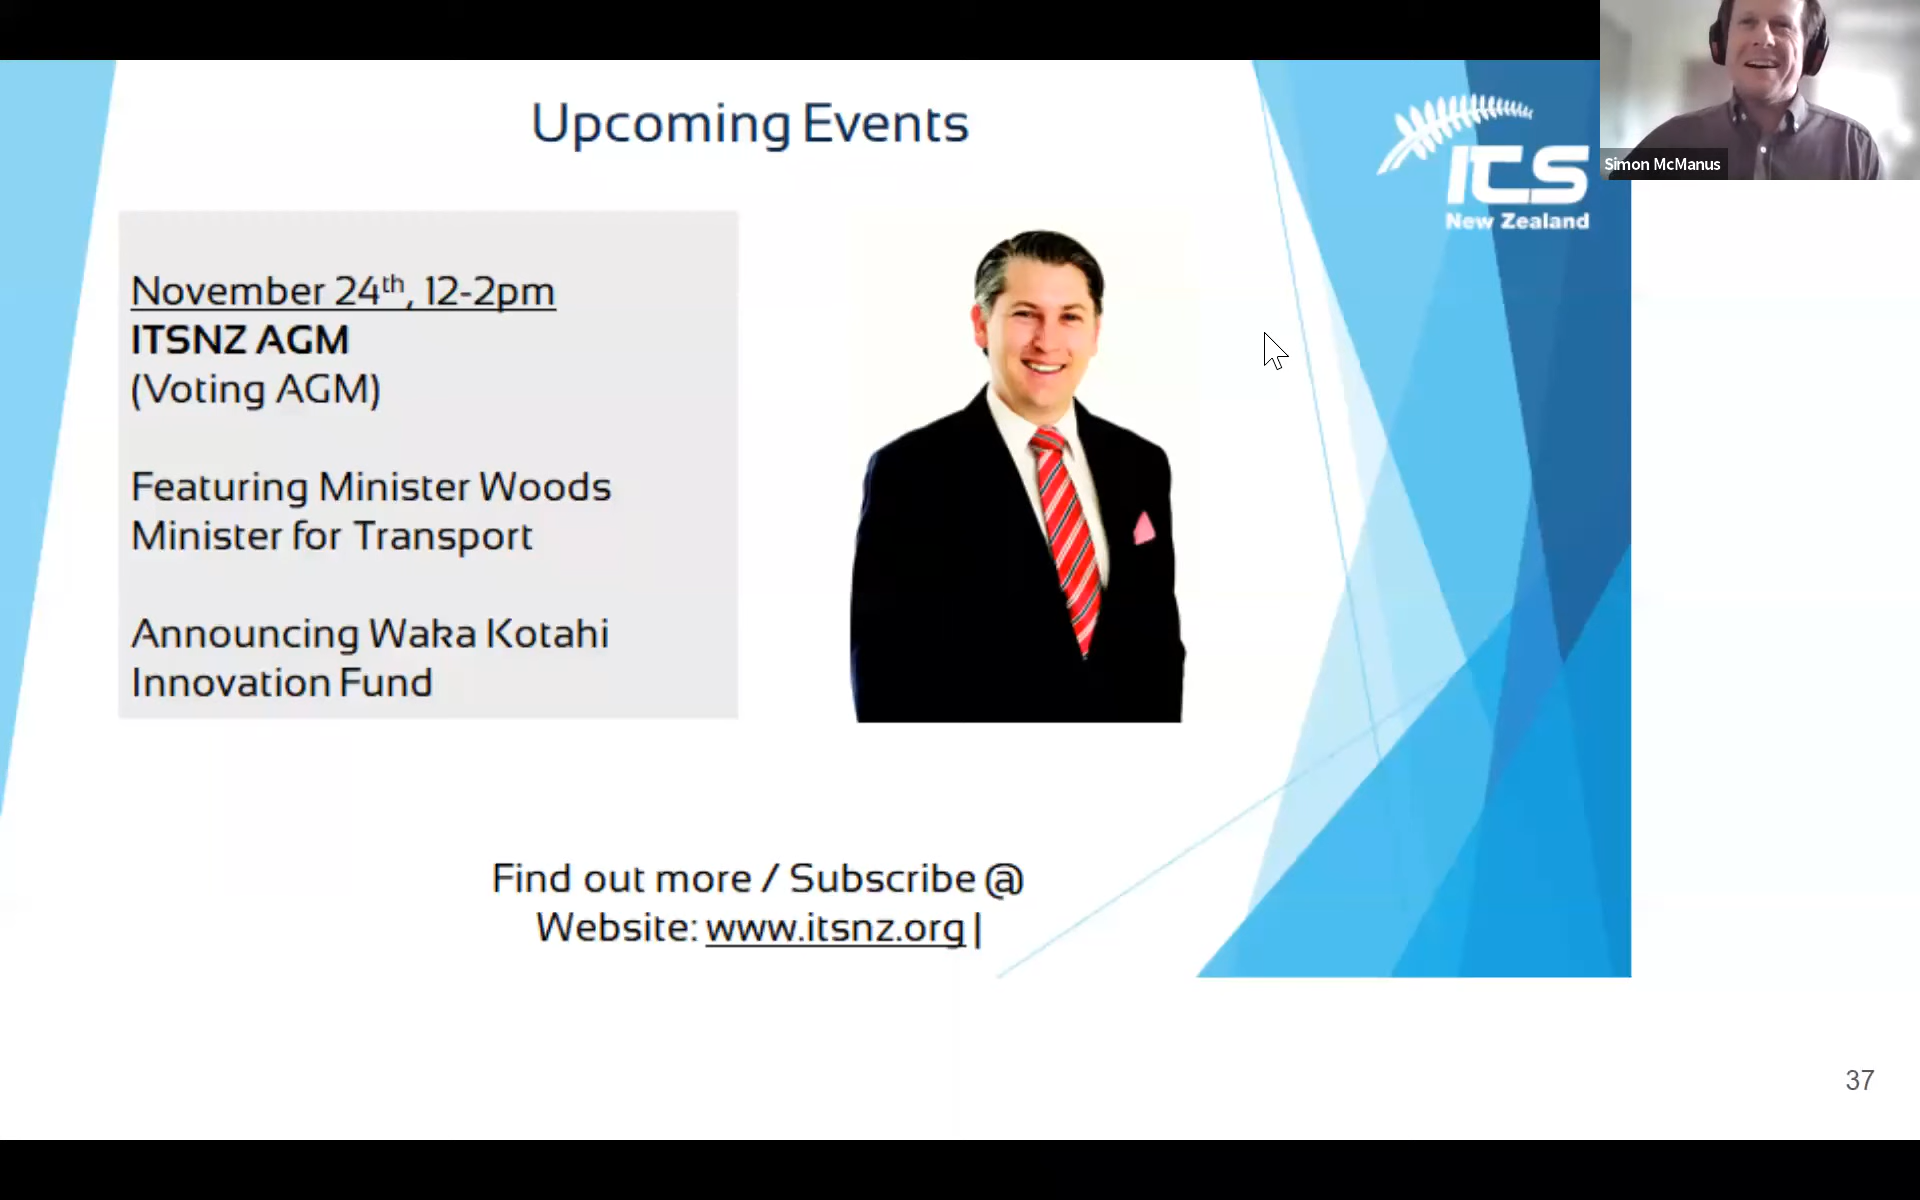 Upcoming Events
ITS
New Zealand
Simon McManus
November 24th, 12-2pm
ITSNZ AGM
(Voting AGM)
Featuring Minister Woods
Minister for Transport
Announcing Waka Kotahi
Innovation Fund
Find out more / Subscribe @
Website: www.itsnz.org |
37